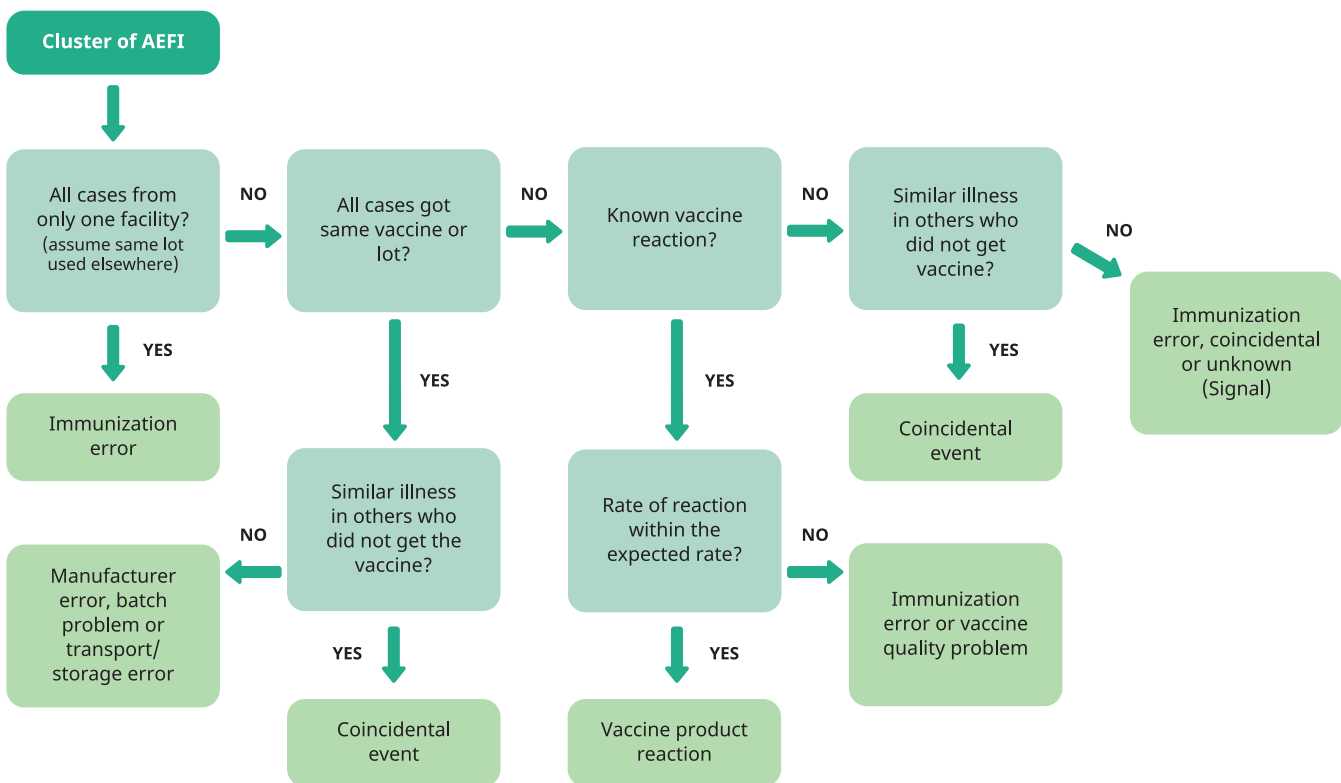 Cluster of AEFI
All cases from
only one facility?
(assume same lot
used elsewhere)
NO
All cases got
same vaccine or
lot?
NO
Known vaccine
reaction?
NO
Similar illness
in others who
did not get
vaccine?
NO
Immunization
error, coincidental
or unknown
(Signal)
YES
Immunization
error
YES
YES
YES
Coincidental
event
Similar illness
in others who
did not get the
vaccine?
NO
Manufacturer
error, batch
problem or
transport/
storage error
YES
Coincidental
event
Rate of reaction
within the
expected rate?
NO
Immunization
error or vaccine
quality problem
YES
Vaccine product
reaction